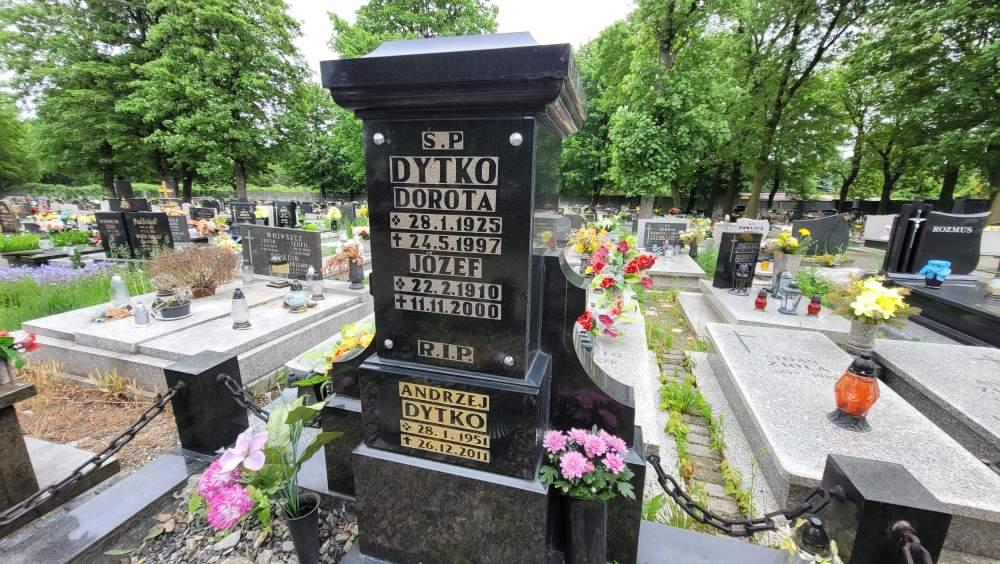 Ś.P
DYTKO
DOROTA
28.1.1925
24.5.1997
JÓZEF
22.2.1910
11.11.2000
R.I.P.
ANDRZEJ
DYTKO
28.1.1951
26.12.2011
ROZMUS